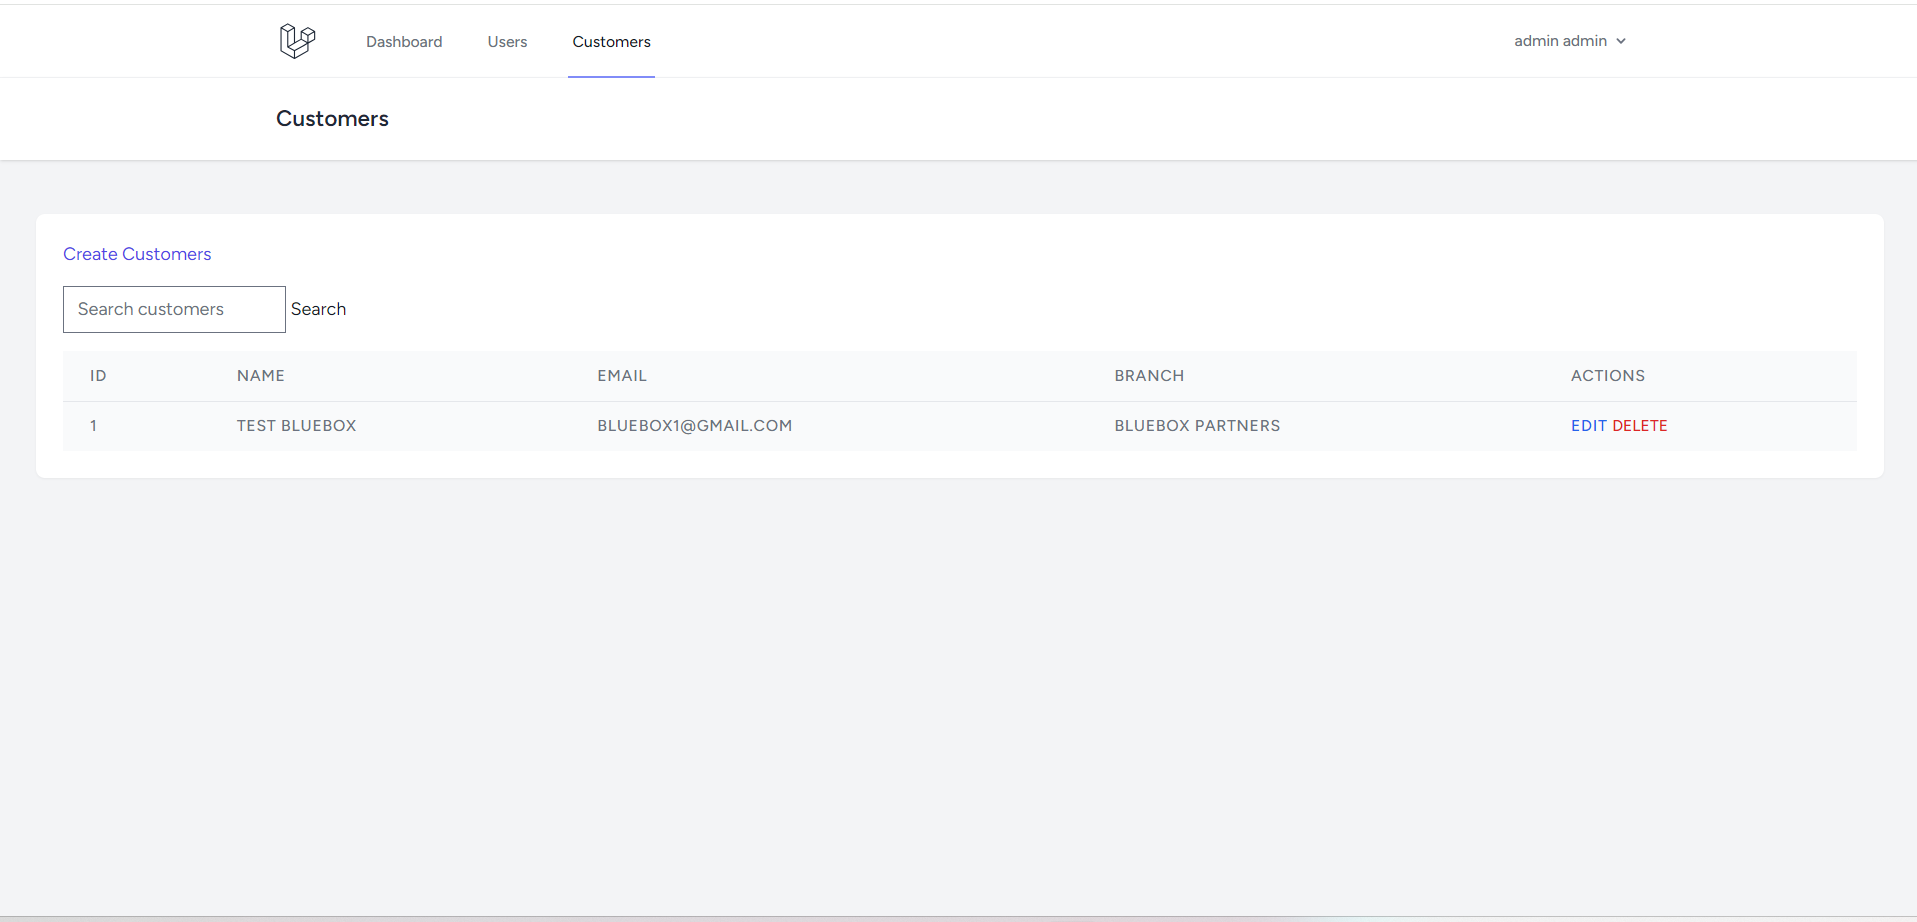 Dashboard Users Customers admin admin
Customers
Create Customers
Search customers Search
ID NAME EMAIL BRANCH ACTIONS
1 TEST BLUEBOX BLUEBOX1@GMAIL.COM BLUEBOX PARTNERS EDIT DELETE